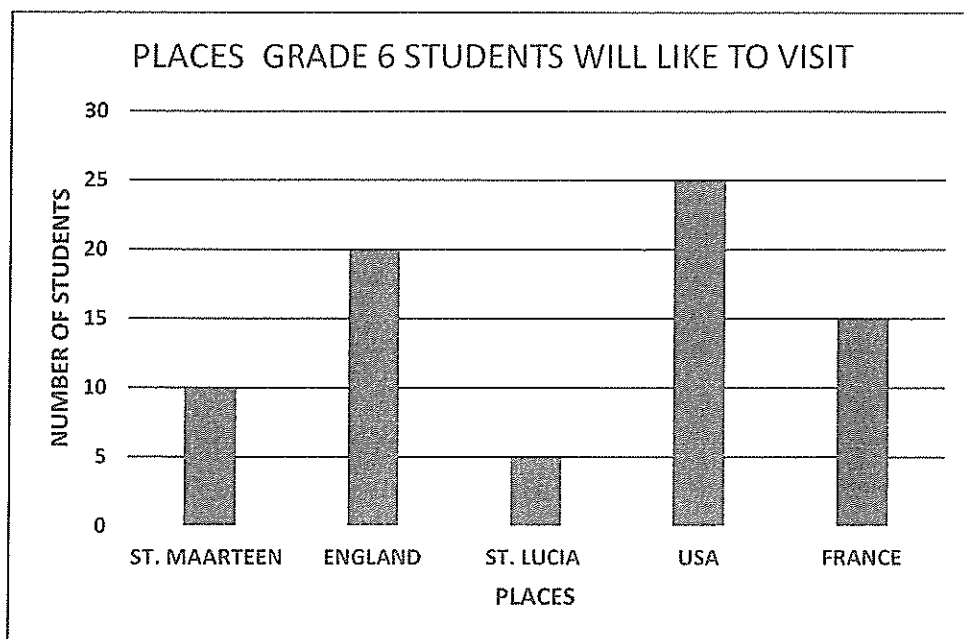 PLACES GRADE 6 STUDENTS WILL LIKE TO VISIT
NUMBER OF STUDENTS
30
25
20
15
10
5
0
ST. MAARTEEN ENGLAND ST. LUCIA USA FRANCE
PLACES